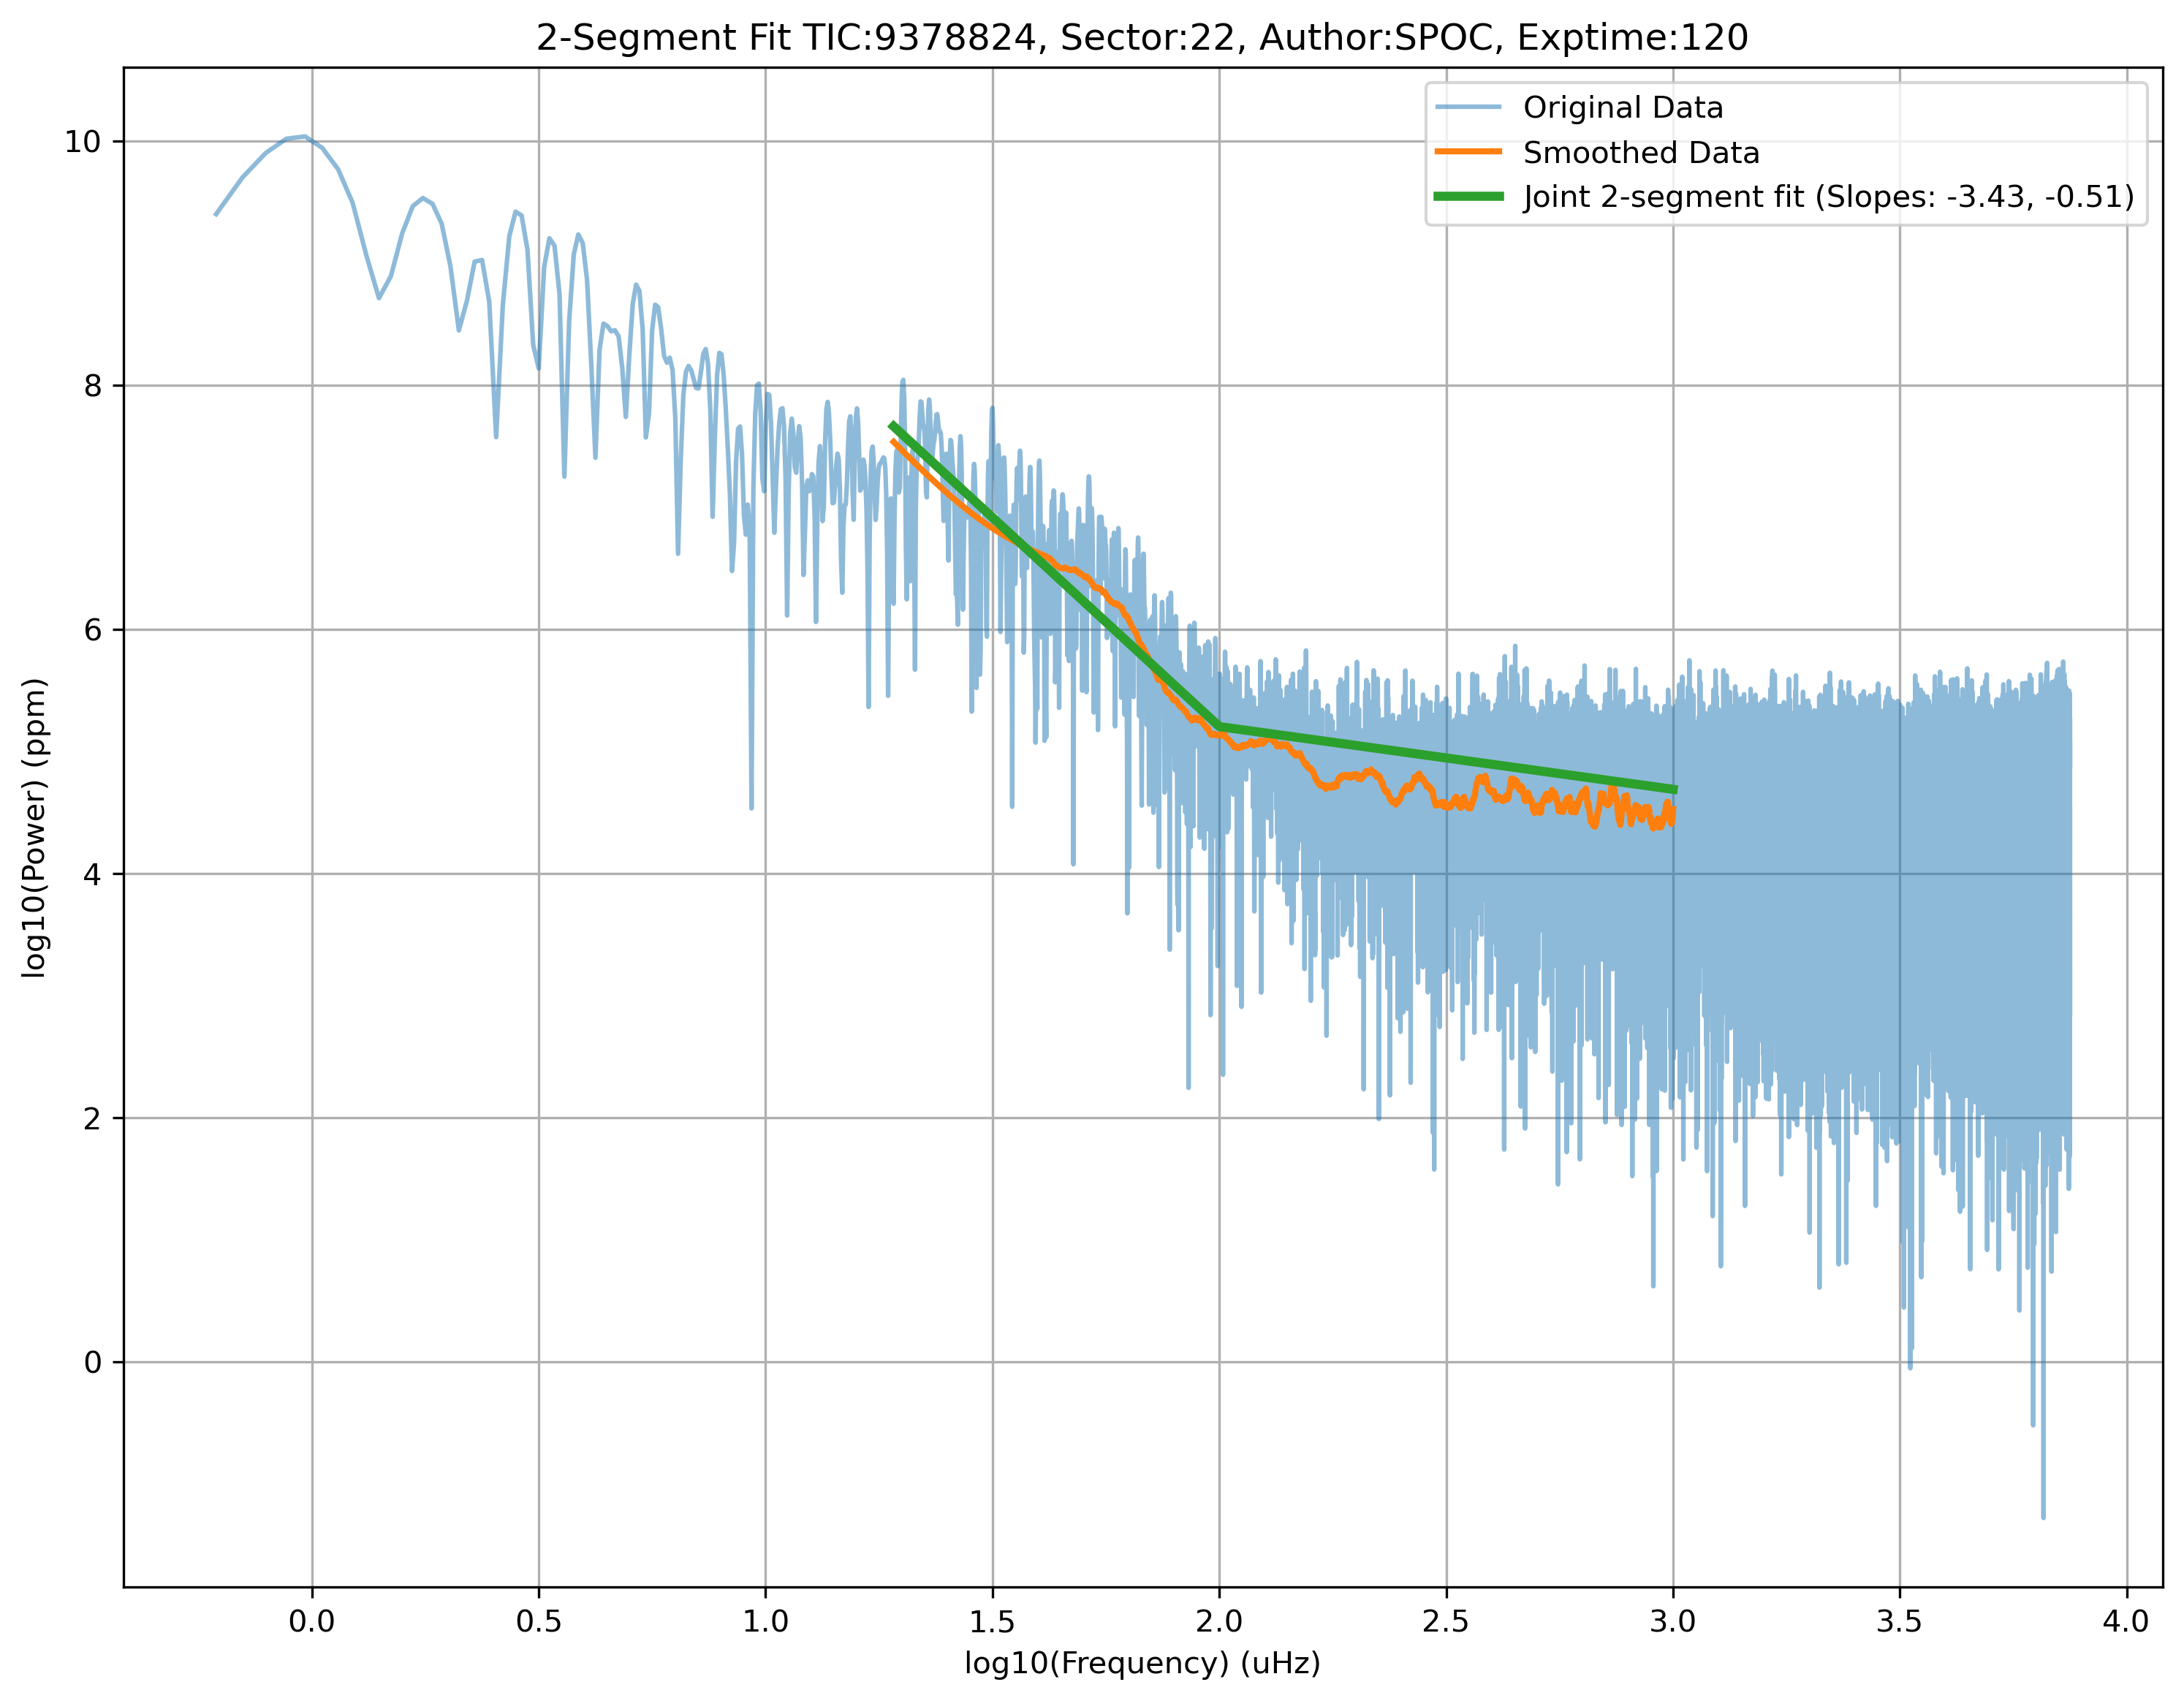 2-Segment Fit TIC:9378824, Sector:22, Author:SPOC, Exptime:120
Original Data
Smoothed Data
Joint 2-segment fit (Slopes: -3.43, -0.51)
log10(Power) (ppm)
10
8
6
4
2
0
0.0 0.5 1.0 1.5 2.0 2.5 3.0 3.5 4.0
log10(Frequency) (uHz)